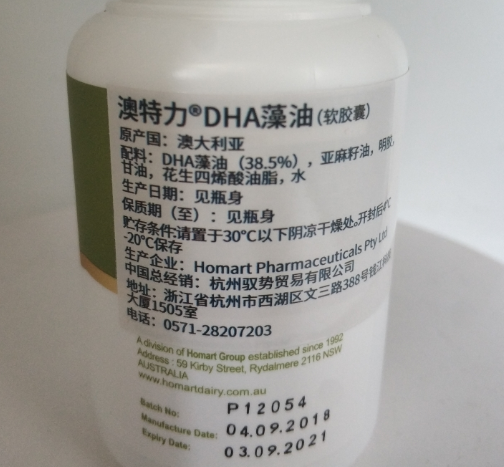 澳特力®DHA藻油(软胶囊)
原产国：澳大利亚
配料：DHA藻油（38.5%），亚麻籽油，明胶，
甘油，花生四烯酸油脂，水
生产日期：见瓶身
保质期（至）：见瓶身
贮存条件:请置于30℃以下阴凉干燥处。开封后4℃
-20℃保存
生产企业：Homart Pharmaceuticals Pty Ltd
中国总经销：杭州驭势贸易有限公司
地址：浙江省杭州市西湖区文三路388号钱江科
大厦1505室
电话：0571-28207203
A division of Homart Group established since 1992
Address : 59 Kirby Street, Rydalmere 2116 NSW
AUSTRALIA
www.homartdairy.com.au
Batch No: P12054
Manufacture Date: 04.09.2018
Expiry Date: 03.09.2021